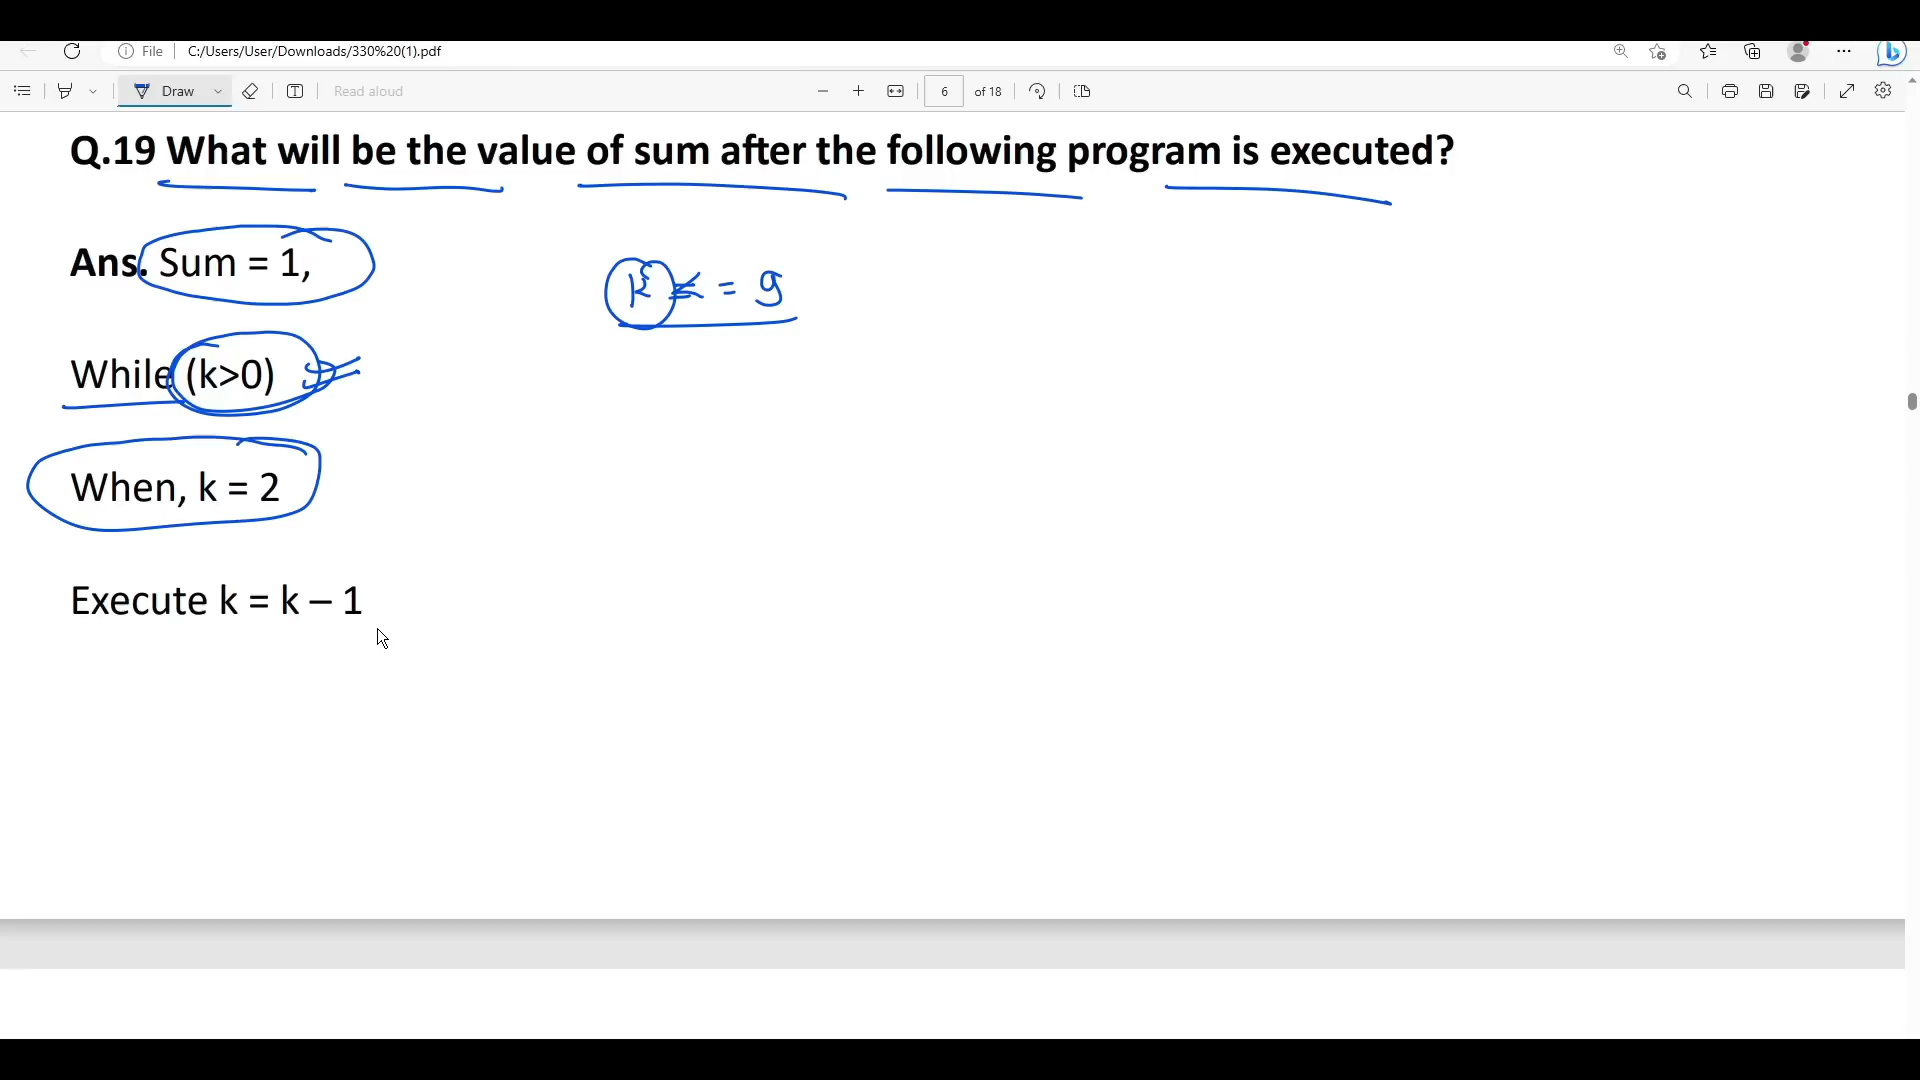 File C:/Users/User/Downloads/330%20(1).pdf
Draw Read aloud 6 of 18
Q.19 What will be the value of sum after the following program is executed?
Ans. Sum = 1,
While (k>0)
When, k = 2
Execute k = k – 1